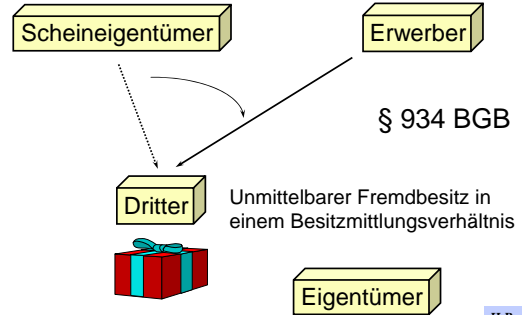 Scheineigentümer
Erwerber
§ 934 BGB
Dritter
Unmittelbarer Fremdbesitz in
einem Besitzmittlungsverhältnis
Eigentümer